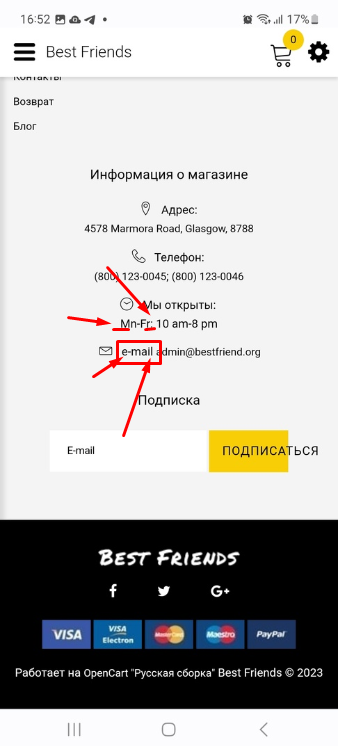 16:52
17%
Best Friends
0
Контакты
Возврат
Блог
Информация о магазине
Адрес:
4578 Marmora Road, Glasgow, 8788
Телефон:
(800) 123-0045; (800) 123-0046
Мы открыты:
Mn-Fr: 10 am-8 pm
e-mail admin@bestfriend.org
Подписка
E-mail
ПОДПИСАТЬСЯ
BEST FRIENDS
f G+
VISA VISA Electron MasterCard Maestro PayPal
Работает на OpenCart "Русская сборка" Best Friends © 2023